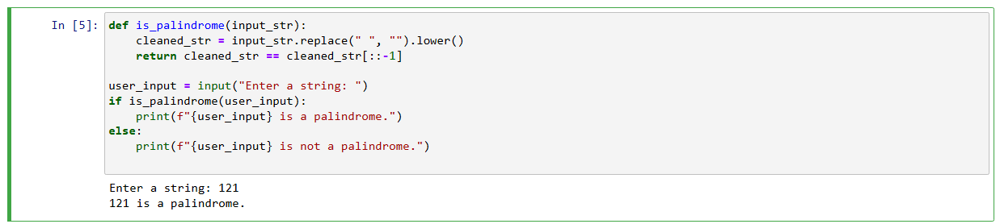 In [5]: def is_palindrome(input_str):
    cleaned_str = input_str.replace(" ", "").lower()
    return cleaned_str == cleaned_str[::-1]
user_input = input("Enter a string: ")
if is_palindrome(user_input):
    print(f"{user_input} is a palindrome.")
else:
    print(f"{user_input} is not a palindrome.")
Enter a string: 121
121 is a palindrome.